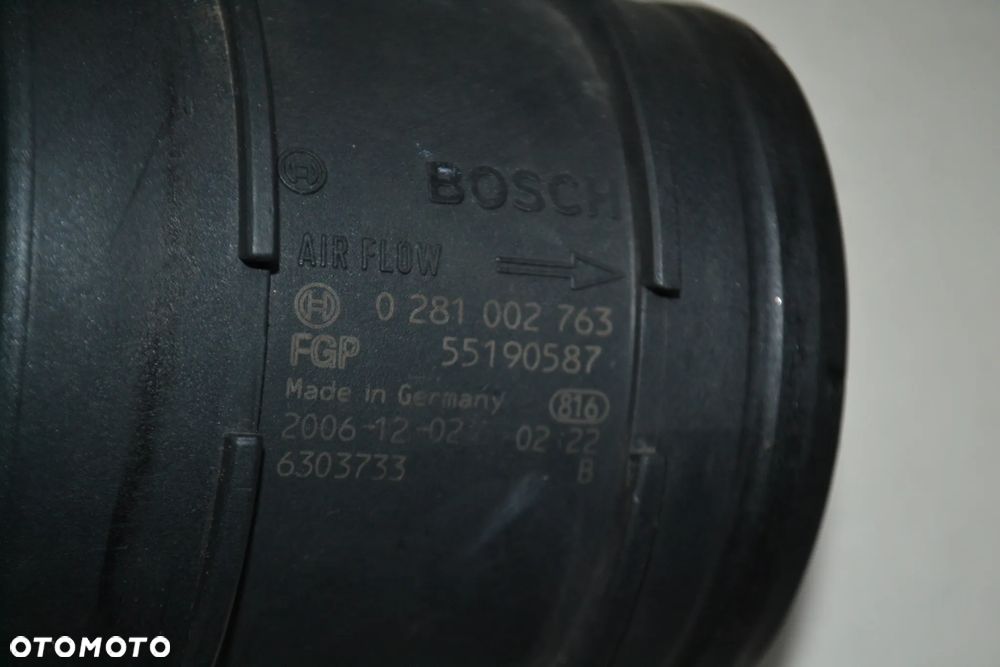 BOSCH
AIR FLOW
0 281 002 763
FGP 55190587
Made in Germany 816
2006-12-02 02:22
6303733 B
OTOMOTO